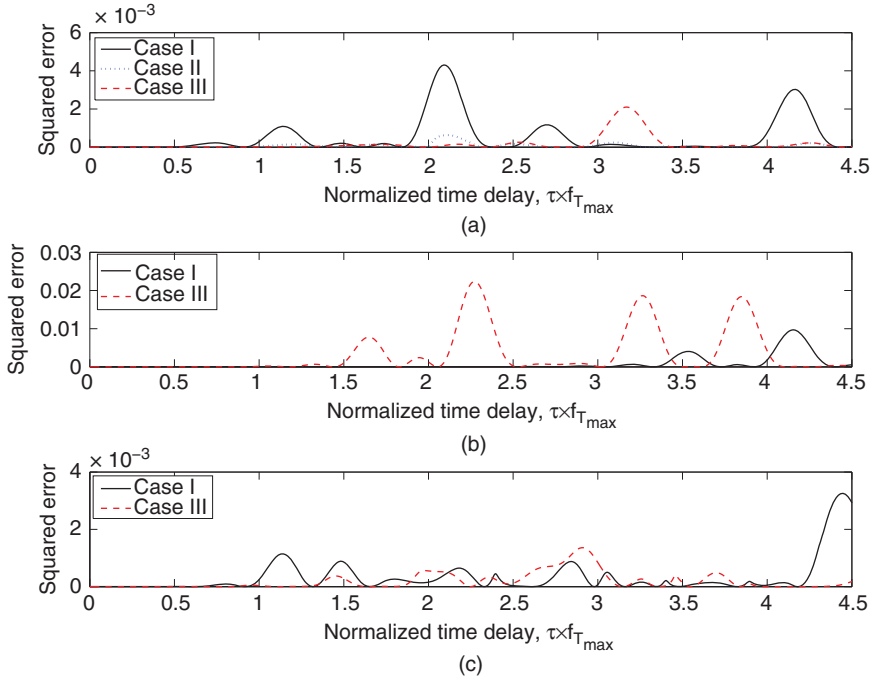 × 10⁻³
6
4
2
0
Squared error
Case I
Case II
Case III
0 0.5 1 1.5 2 2.5 3 3.5 4 4.5
Normalized time delay, τ×f_Tmax
(a)
0.03
0.02
0.01
0
Squared error
Case I
Case III
0 0.5 1 1.5 2 2.5 3 3.5 4 4.5
Normalized time delay, τ×f_Tmax
(b)
× 10⁻³
4
2
0
Squared error
Case I
Case III
0 0.5 1 1.5 2 2.5 3 3.5 4 4.5
Normalized time delay, τ×f_Tmax
(c)